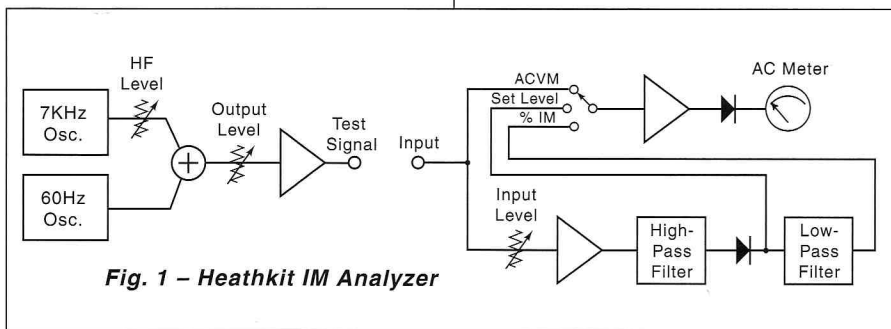 HF
Level
7KHz
Osc.
Output
Level
Test
Signal
60Hz
Osc.
Input
ACVM
Set Level
% IM
AC Meter
Input
Level
High-
Pass
Filter
Low-
Pass
Filter
Fig. 1 – Heathkit IM Analyzer